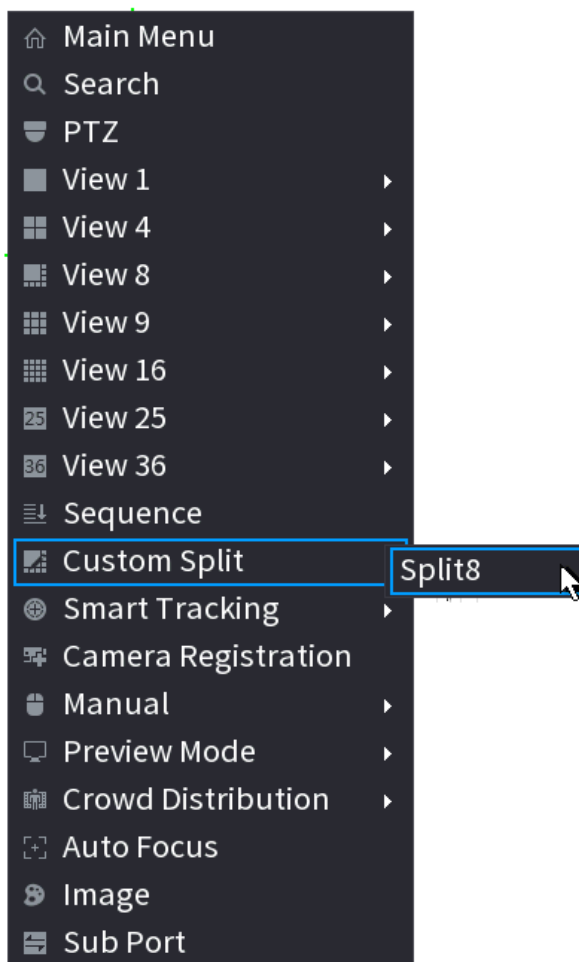 Main Menu
Search
PTZ
View 1
View 4
View 8
View 9
View 16
25 View 25
36 View 36
Sequence
Custom Split
Split8
Smart Tracking
Camera Registration
Manual
Preview Mode
Crowd Distribution
Auto Focus
Image
Sub Port